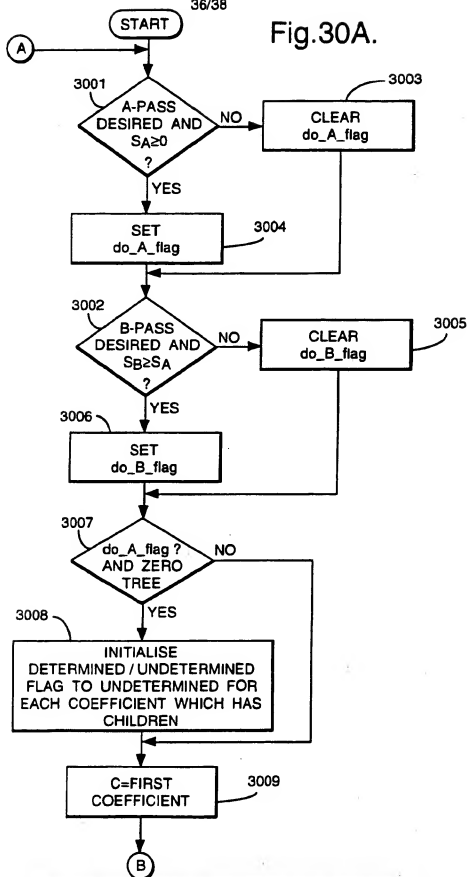 36/38
START
Fig.30A.
A
3001
A-PASS
DESIRED AND
SA≥0
?
NO
3003
CLEAR
do_A_flag
YES
SET
do_A_flag
3004
3002
B-PASS
DESIRED AND
SB≥SA
?
NO
CLEAR
do_B_flag
3005
YES
3006
SET
do_B_flag
3007
do_A_flag ?
AND ZERO
TREE
NO
YES
3008
INITIALISE
DETERMINED / UNDETERMINED
FLAG TO UNDETERMINED FOR
EACH COEFFICIENT WHICH HAS
CHILDREN
C=FIRST
COEFFICIENT
3009
B